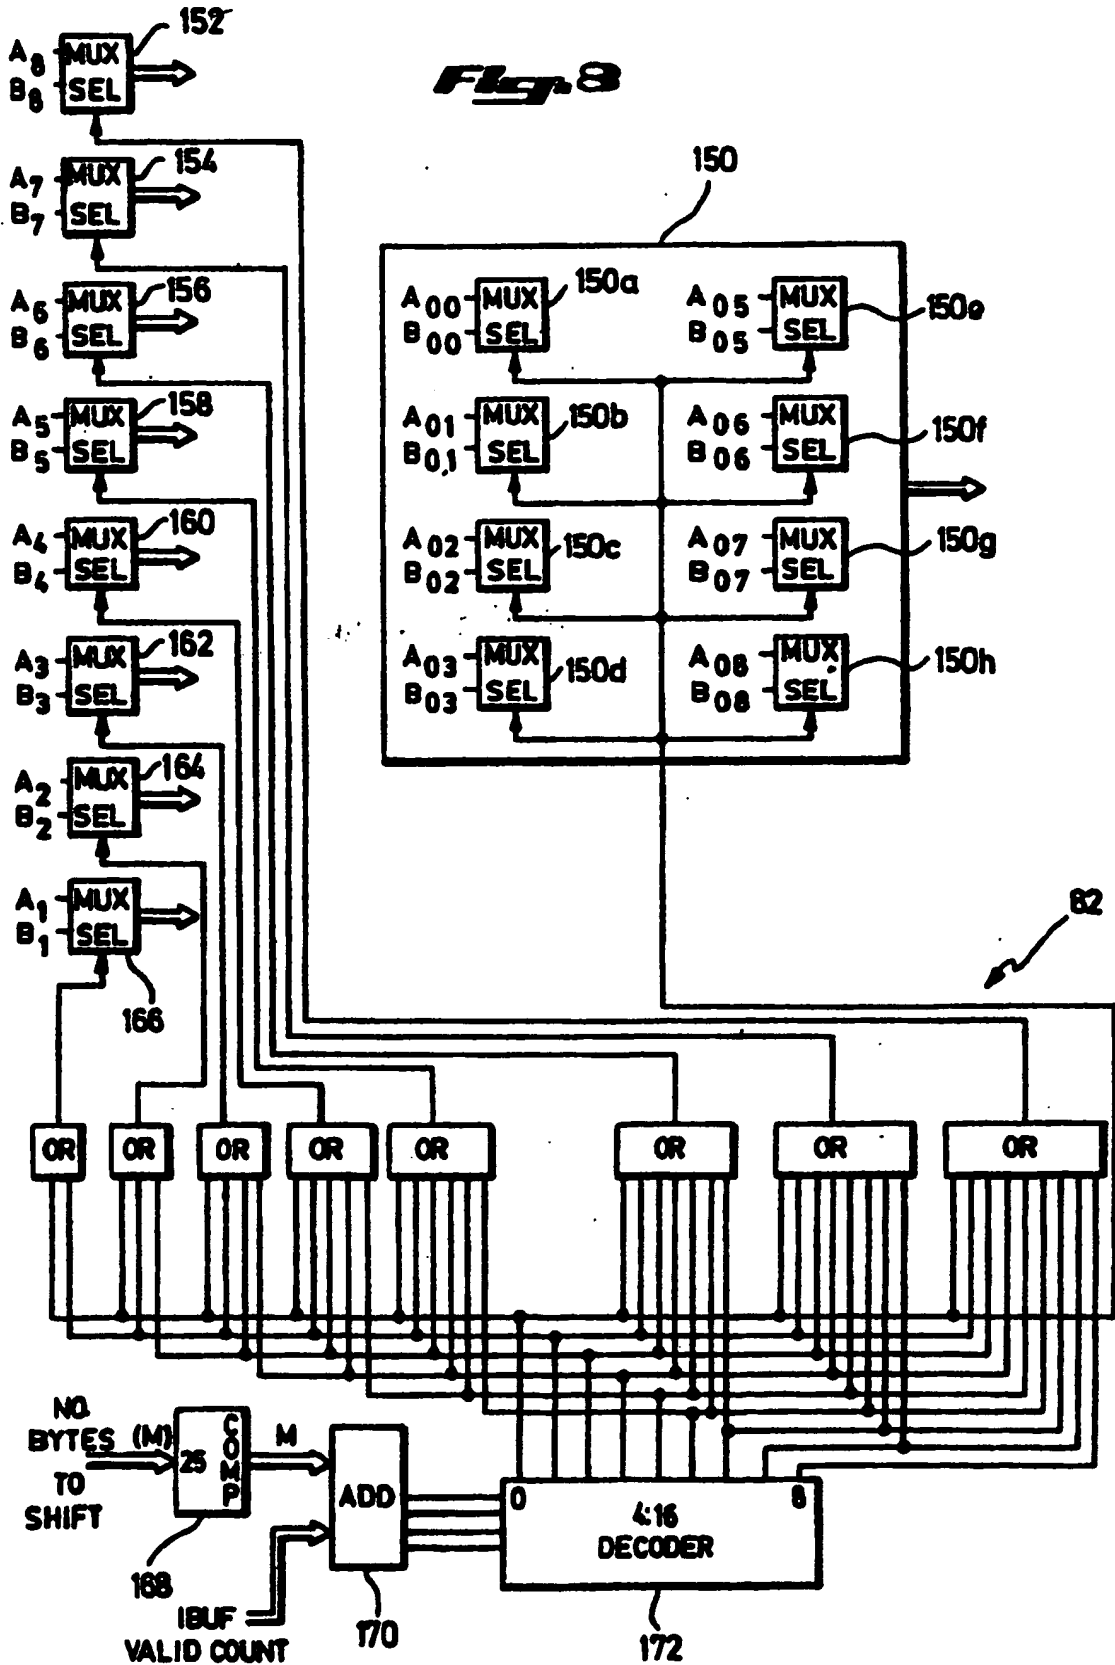 Fig. 8
152
A8 MUX
B8 SEL
154
A7 MUX
B7 SEL
156
A6 MUX
B6 SEL
158
A5 MUX
B5 SEL
160
A4 MUX
B4 SEL
162
A3 MUX
B3 SEL
164
A2 MUX
B2 SEL
A1 MUX
B1 SEL
166
150
A00 MUX 150a
B00 SEL
A05 MUX 150e
B05 SEL
A01 MUX 150b
B01 SEL
A06 MUX 150f
B06 SEL
A02 MUX 150c
B02 SEL
A07 MUX 150g
B07 SEL
A03 MUX 150d
B03 SEL
A08 MUX 150h
B08 SEL
82
OR OR OR OR OR OR OR OR
NO.
BYTES (M)
TO
SHIFT
2S COMP
168
M
ADD
170
IBUF
VALID COUNT
0 8
4:16
DECODER
172